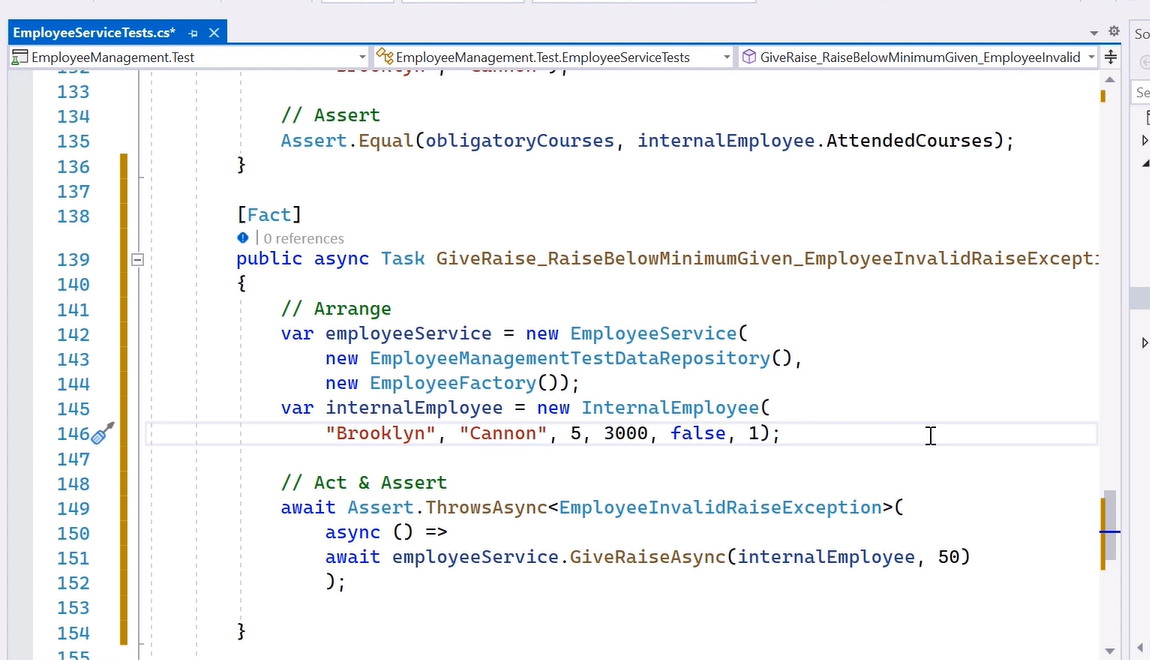 EmployeeServiceTests.cs*
So
EmployeeManagement.Test EmployeeManagement.Test.EmployeeServiceTests GiveRaise_RaiseBelowMinimumGiven_EmployeeInvalid
Se
132 "Brooklyn", "Cannon");
133
134 // Assert
135 Assert.Equal(obligatoryCourses, internalEmployee.AttendedCourses);
136 }
137
138 [Fact]
0 references
139 public async Task GiveRaise_RaiseBelowMinimumGiven_EmployeeInvalidRaiseExcepti
140 {
141 // Arrange
142 var employeeService = new EmployeeService(
143 new EmployeeManagementTestDataRepository(),
144 new EmployeeFactory());
145 var internalEmployee = new InternalEmployee(
146 "Brooklyn", "Cannon", 5, 3000, false, 1);
147
148 // Act & Assert
149 await Assert.ThrowsAsync<EmployeeInvalidRaiseException>(
150 async () =>
151 await employeeService.GiveRaiseAsync(internalEmployee, 50)
152 );
153
154 }
155